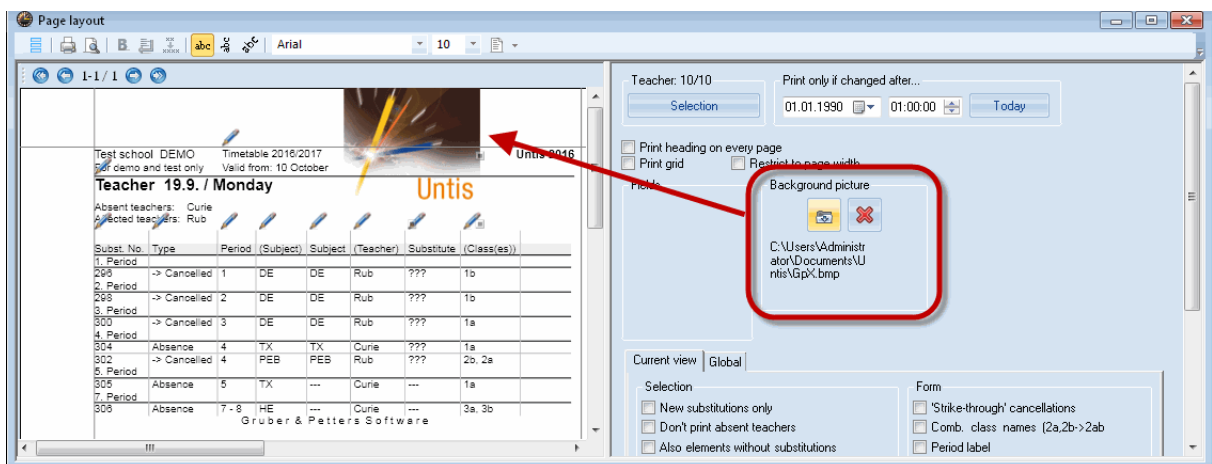 Page layout
B abc abc abc Arial 10
1-1 / 1
Test school DEMO Timetable 2016/2017 Untis 2016
For demo and test only Valid from: 10 October
Teacher 19.9. / Monday
Untis
Absent teachers: Curie
Affected teachers: Rub
Subst. No. Type Period (Subject) Subject (Teacher) Substitute (Class(es))
1. Period
296 -> Cancelled 1 DE DE Rub ??? 1b
2. Period
298 -> Cancelled 2 DE DE Rub ??? 1b
3. Period
300 -> Cancelled 3 DE DE Rub ??? 1a
4. Period
304 Absence 4 TX TX Curie ??? 1a
302 -> Cancelled 4 PEB PEB Rub ??? 2b, 2a
5. Period
305 Absence 5 TX --- Curie --- 1a
7. Period
306 Absence 7 - 8 HE --- Curie --- 3a, 3b
Gruber & Petters Software
Teacher: 10/10
Selection
Print only if changed after...
01.01.1990 01:00:00 Today
Print heading on every page
Print grid Restrict to page width
Fields
Background picture
C:\Users\Administr
ator\Documents\U
ntis\GpX.bmp
Current view Global
Selection
New substitutions only
Don't print absent teachers
Also elements without substitutions
Form
'Strike-through' cancellations
Comb. class names (2a,2b->2ab
Period label